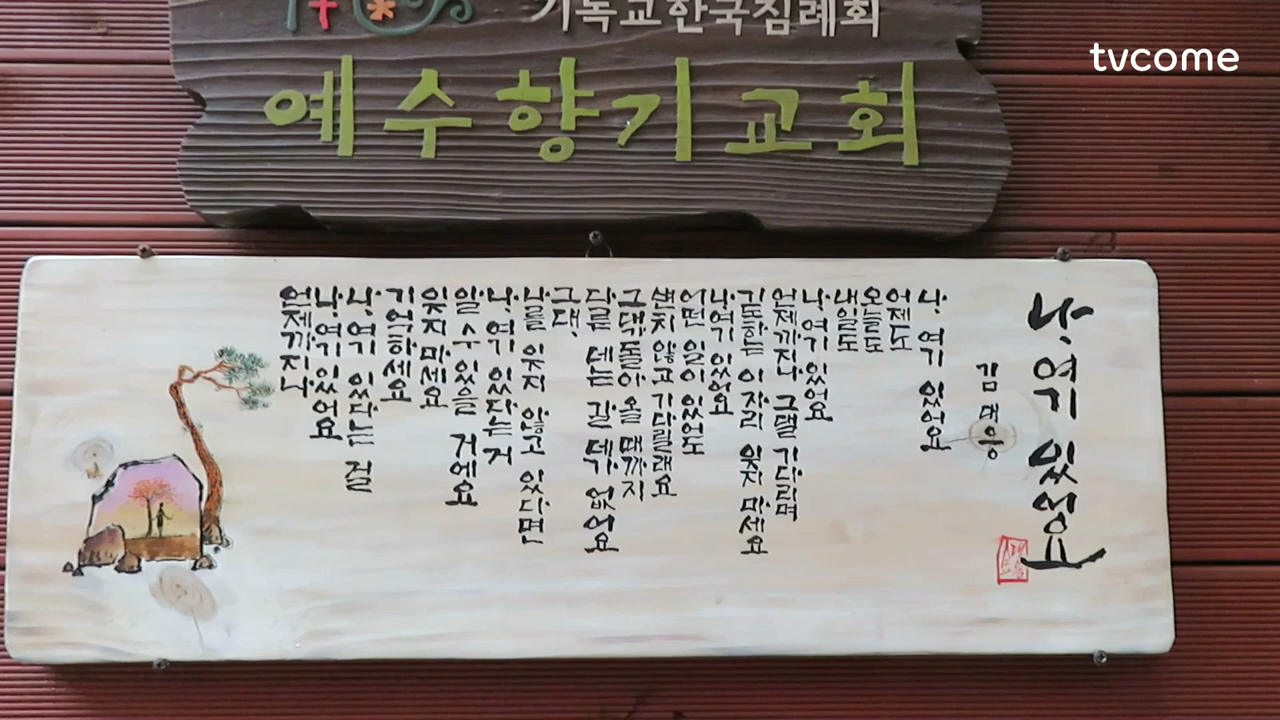 기독교한국침례회
tvcome
예수향기교회
나, 여기 있어요
김대응
나, 여기 있어요
어제도
오늘도
내일도
나, 여기 있어요
언제까지나 그댈 기다리며
기도하는 이 자리 잊지 마세요
나, 여기 있어요
어떤 일이 있어도
변치 않고 기다릴래요
그대, 돌아올 때까지
다른 데는 갈 데가 없어요
그대,
나를 잊지 않고 있다면
나, 여기 있다는 거
알 수 있을 거에요
잊지 마세요
기억하세요
나, 여기 있다는 걸
나, 여기 있어요
언제까지나